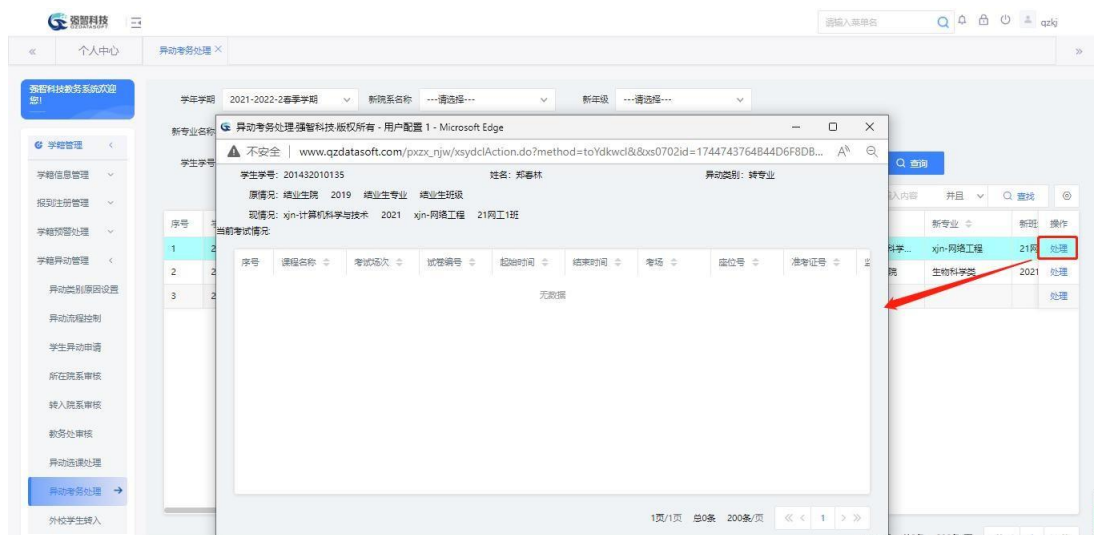 强智科技
QZDATASOFT
请输入菜单名
qzkj
个人中心
异动考务处理
强智科技教务系统欢迎您!
学籍管理
学籍信息管理
报到注册管理
学籍预警处理
学籍异动管理
异动类别原因设置
异动流程控制
学生异动申请
所在院系审核
转入院系审核
教务处审核
异动选课处理
异动考务处理
外校学生转入
学年学期 2021-2022-2春季学期 新院系名称 ---请选择--- 新年级 ---请选择---
新专业名称
学生学号
查询
输入内容 并且 查找
序号 新专业 新班 操作
1 科学... xjn-网络工程 21网 处理
2 院 生物科学类 2021 处理
3 处理
异动考务处理-强智科技·版权所有 - 用户配置 1 - Microsoft Edge
不安全 | www.qzdatasoft.com/pxzx_njw/xsydclAction.do?method=toYdkwcl&&xs0702id=1744743764B44D6F8DB...
学生学号: 201432010135 姓名: 郑春林 异动类别: 转专业
原情况: 结业生院 2019 结业生专业 结业生班级
现情况: xjn-计算机科学与技术 2021 xjn-网络工程 21网工1班
当前考试情况:
序号 课程名称 考试场次 试卷编号 起始时间 结束时间 考场 座位号 准考证号
无数据
1页/1页 总0条 200条/页 1